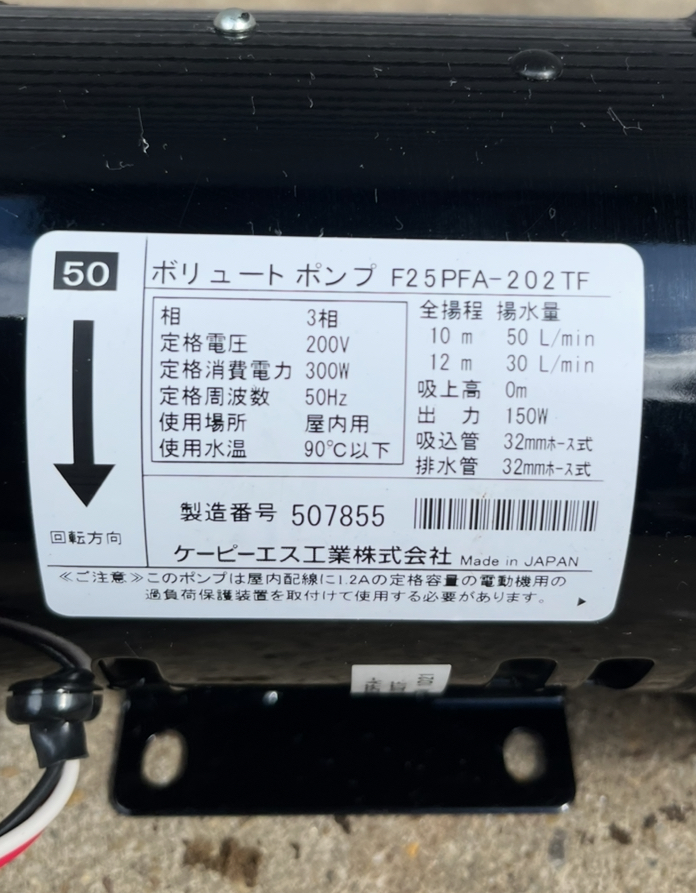 50
ボリュート ポンプ F25PFA-202TF
相 3相
定格電圧 200V
定格消費電力 300W
定格周波数 50Hz
使用場所 屋内用
使用水温 90℃以下
全揚程 揚水量
10 m 50 L/min
12 m 30 L/min
吸上高 0m
出 力 150W
吸込管 32mmホース式
排水管 32mmホース式
回転方向
製造番号 507855
ケーピーエス工業株式会社 Made in JAPAN
≪ご注意≫このポンプは屋内配線に1.2Aの定格容量の電動機用の
過負荷保護装置を取付けて使用する必要があります。